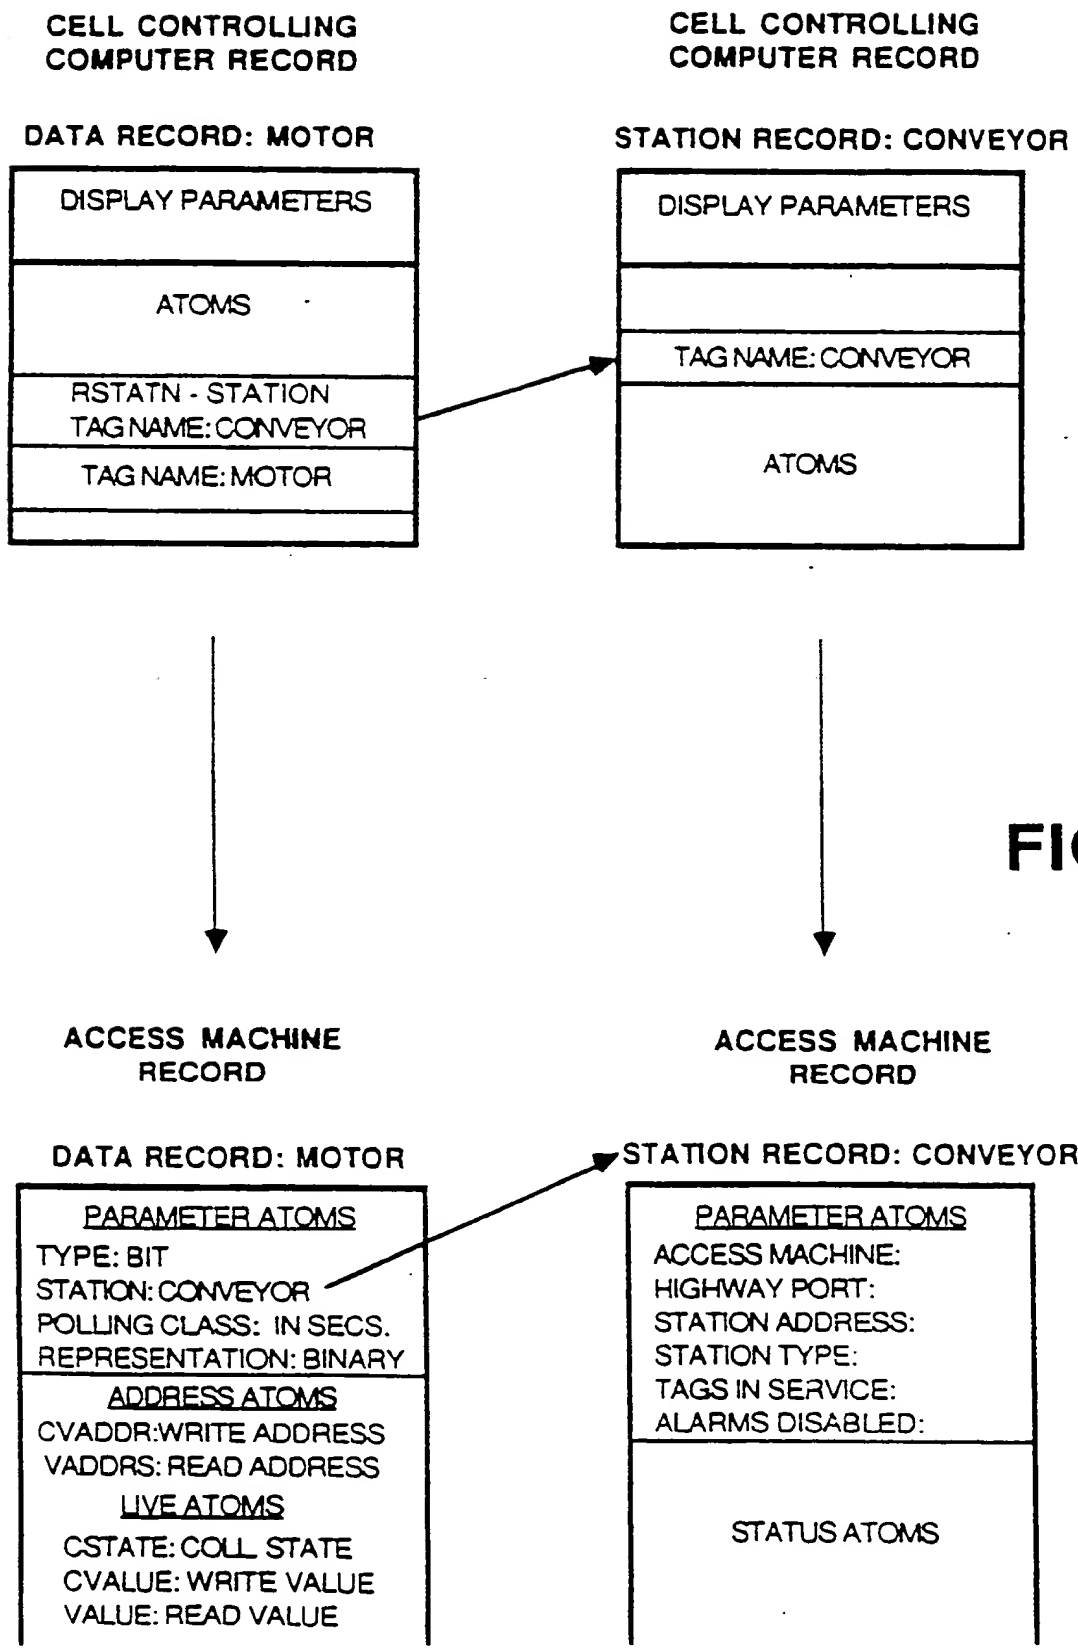 CELL CONTROLLING
COMPUTER RECORD
DATA RECORD: MOTOR
DISPLAY PARAMETERS
ATOMS
RSTATN - STATION
TAG NAME: CONVEYOR
TAG NAME: MOTOR
CELL CONTROLLING
COMPUTER RECORD
STATION RECORD: CONVEYOR
DISPLAY PARAMETERS
TAG NAME: CONVEYOR
ATOMS
ACCESS MACHINE
RECORD
DATA RECORD: MOTOR
PARAMETER ATOMS
TYPE: BIT
STATION: CONVEYOR
POLLING CLASS: IN SECS.
REPRESENTATION: BINARY
ADDRESS ATOMS
CVADDR:WRITE ADDRESS
VADDRS: READ ADDRESS
LIVE ATOMS
CSTATE: COLL STATE
CVALUE: WRITE VALUE
VALUE: READ VALUE
ACCESS MACHINE
RECORD
STATION RECORD: CONVEYOR
PARAMETER ATOMS
ACCESS MACHINE:
HIGHWAY PORT:
STATION ADDRESS:
STATION TYPE:
TAGS IN SERVICE:
ALARMS DISABLED:
STATUS ATOMS